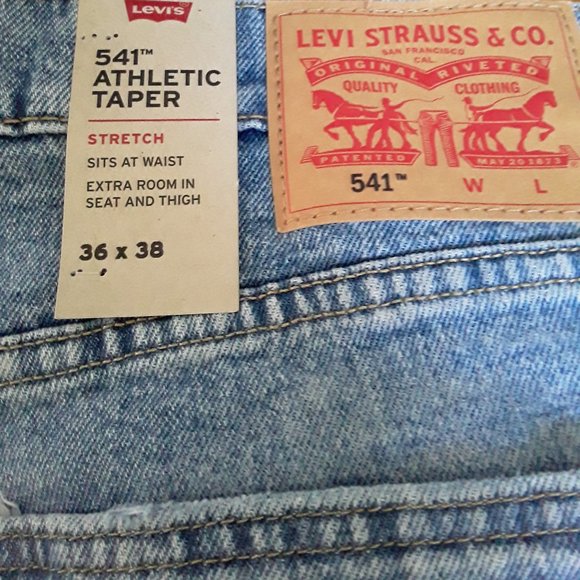 Levi's
541™
ATHLETIC
TAPER
STRETCH
SITS AT WAIST
EXTRA ROOM IN
SEAT AND THIGH
36 x 38
LEVI STRAUSS & CO.
SAN FRANCISCO
CAL.
ORIGINAL RIVETED
QUALITY CLOTHING
PATENTED MAY 20 1873
541™ W L